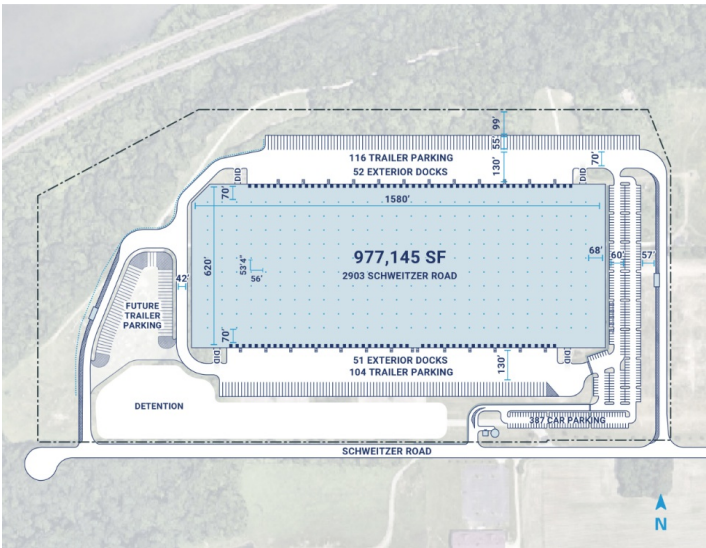 99'
55'
116 TRAILER PARKING
52 EXTERIOR DOCKS
130'
70'
DID
DID
70'
1580'
977,145 SF
2903 SCHWEITZER ROAD
620'
53'4"
56'
68'
60'
57'
42'
FUTURE
TRAILER
PARKING
70'
DID
DID
51 EXTERIOR DOCKS
104 TRAILER PARKING
130'
DETENTION
387 CAR PARKING
SCHWEITZER ROAD
N